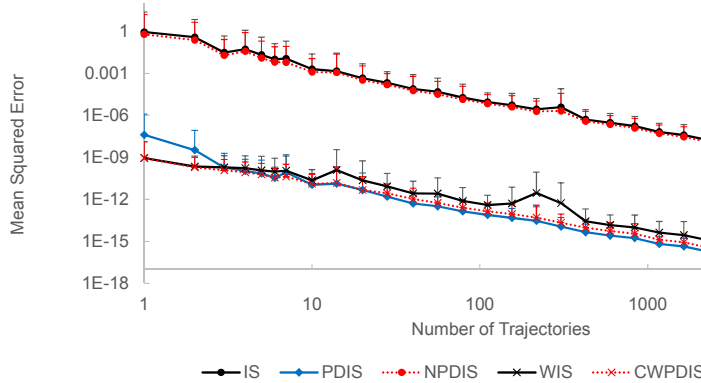 1
0.001
1E-06
1E-09
1E-12
1E-15
1E-18
Mean Squared Error
1 10 100 1000
Number of Trajectories
IS PDIS NPDIS WIS CWPDIS